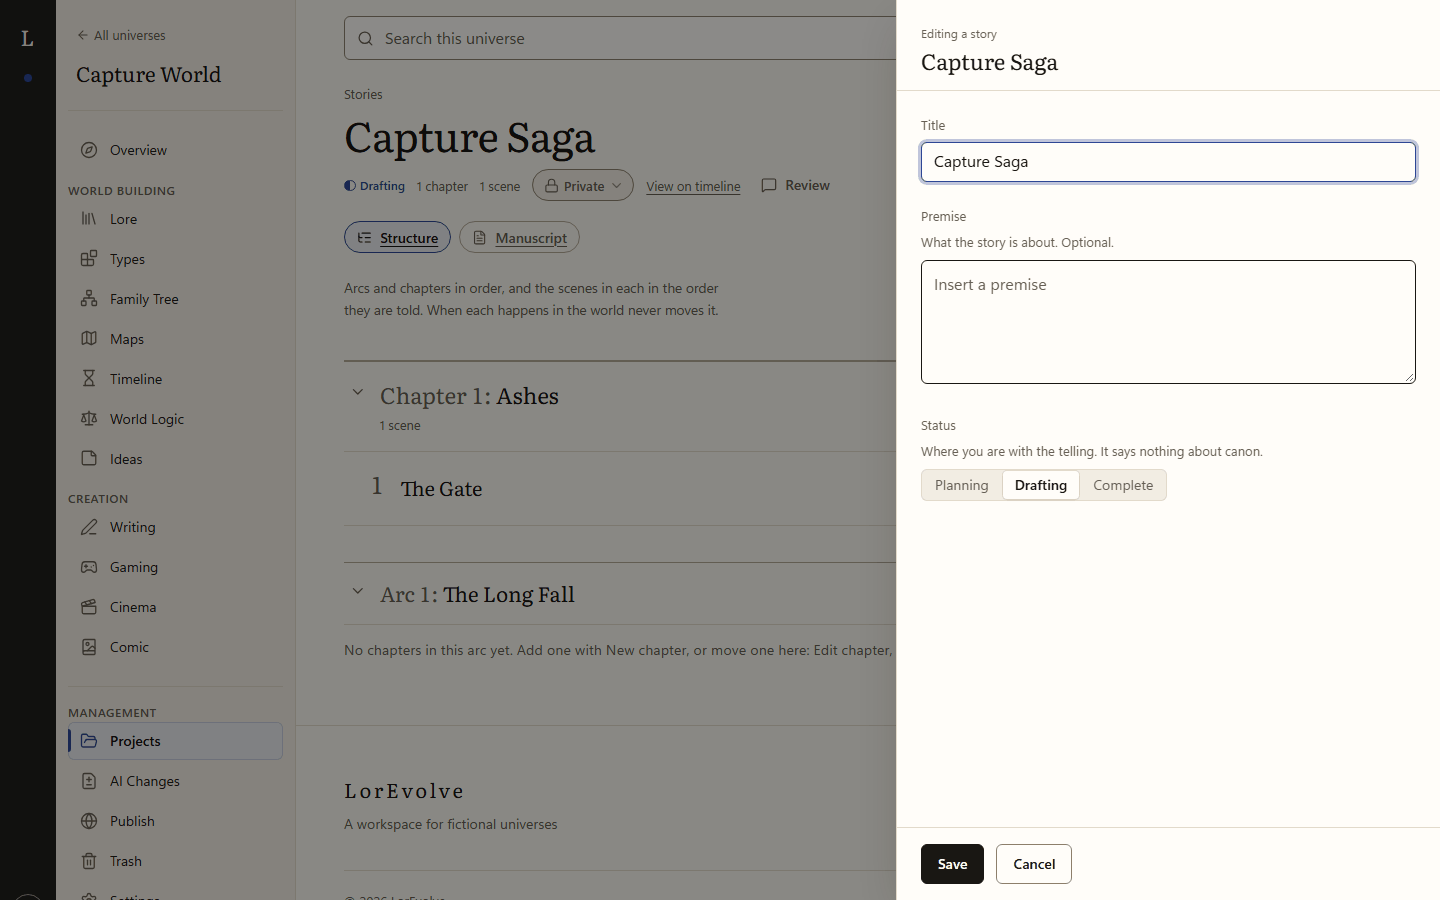 L
All universes
Capture World
Overview
WORLD BUILDING
Lore
Types
Family Tree
Maps
Timeline
World Logic
Ideas
CREATION
Writing
Gaming
Cinema
Comic
MANAGEMENT
Projects
AI Changes
Publish
Trash
Settings
Search this universe
Stories
Capture Saga
Drafting 1 chapter 1 scene Private View on timeline Review
Structure Manuscript
Arcs and chapters in order, and the scenes in each in the order
they are told. When each happens in the world never moves it.
Chapter 1: Ashes
1 scene
1 The Gate
Arc 1: The Long Fall
No chapters in this arc yet. Add one with New chapter, or move one here: Edit chapter,
LorEvolve
A workspace for fictional universes
© 2026 LorEvolve
Editing a story
Capture Saga
Title
Capture Saga
Premise
What the story is about. Optional.
Insert a premise
Status
Where you are with the telling. It says nothing about canon.
Planning Drafting Complete
Save Cancel